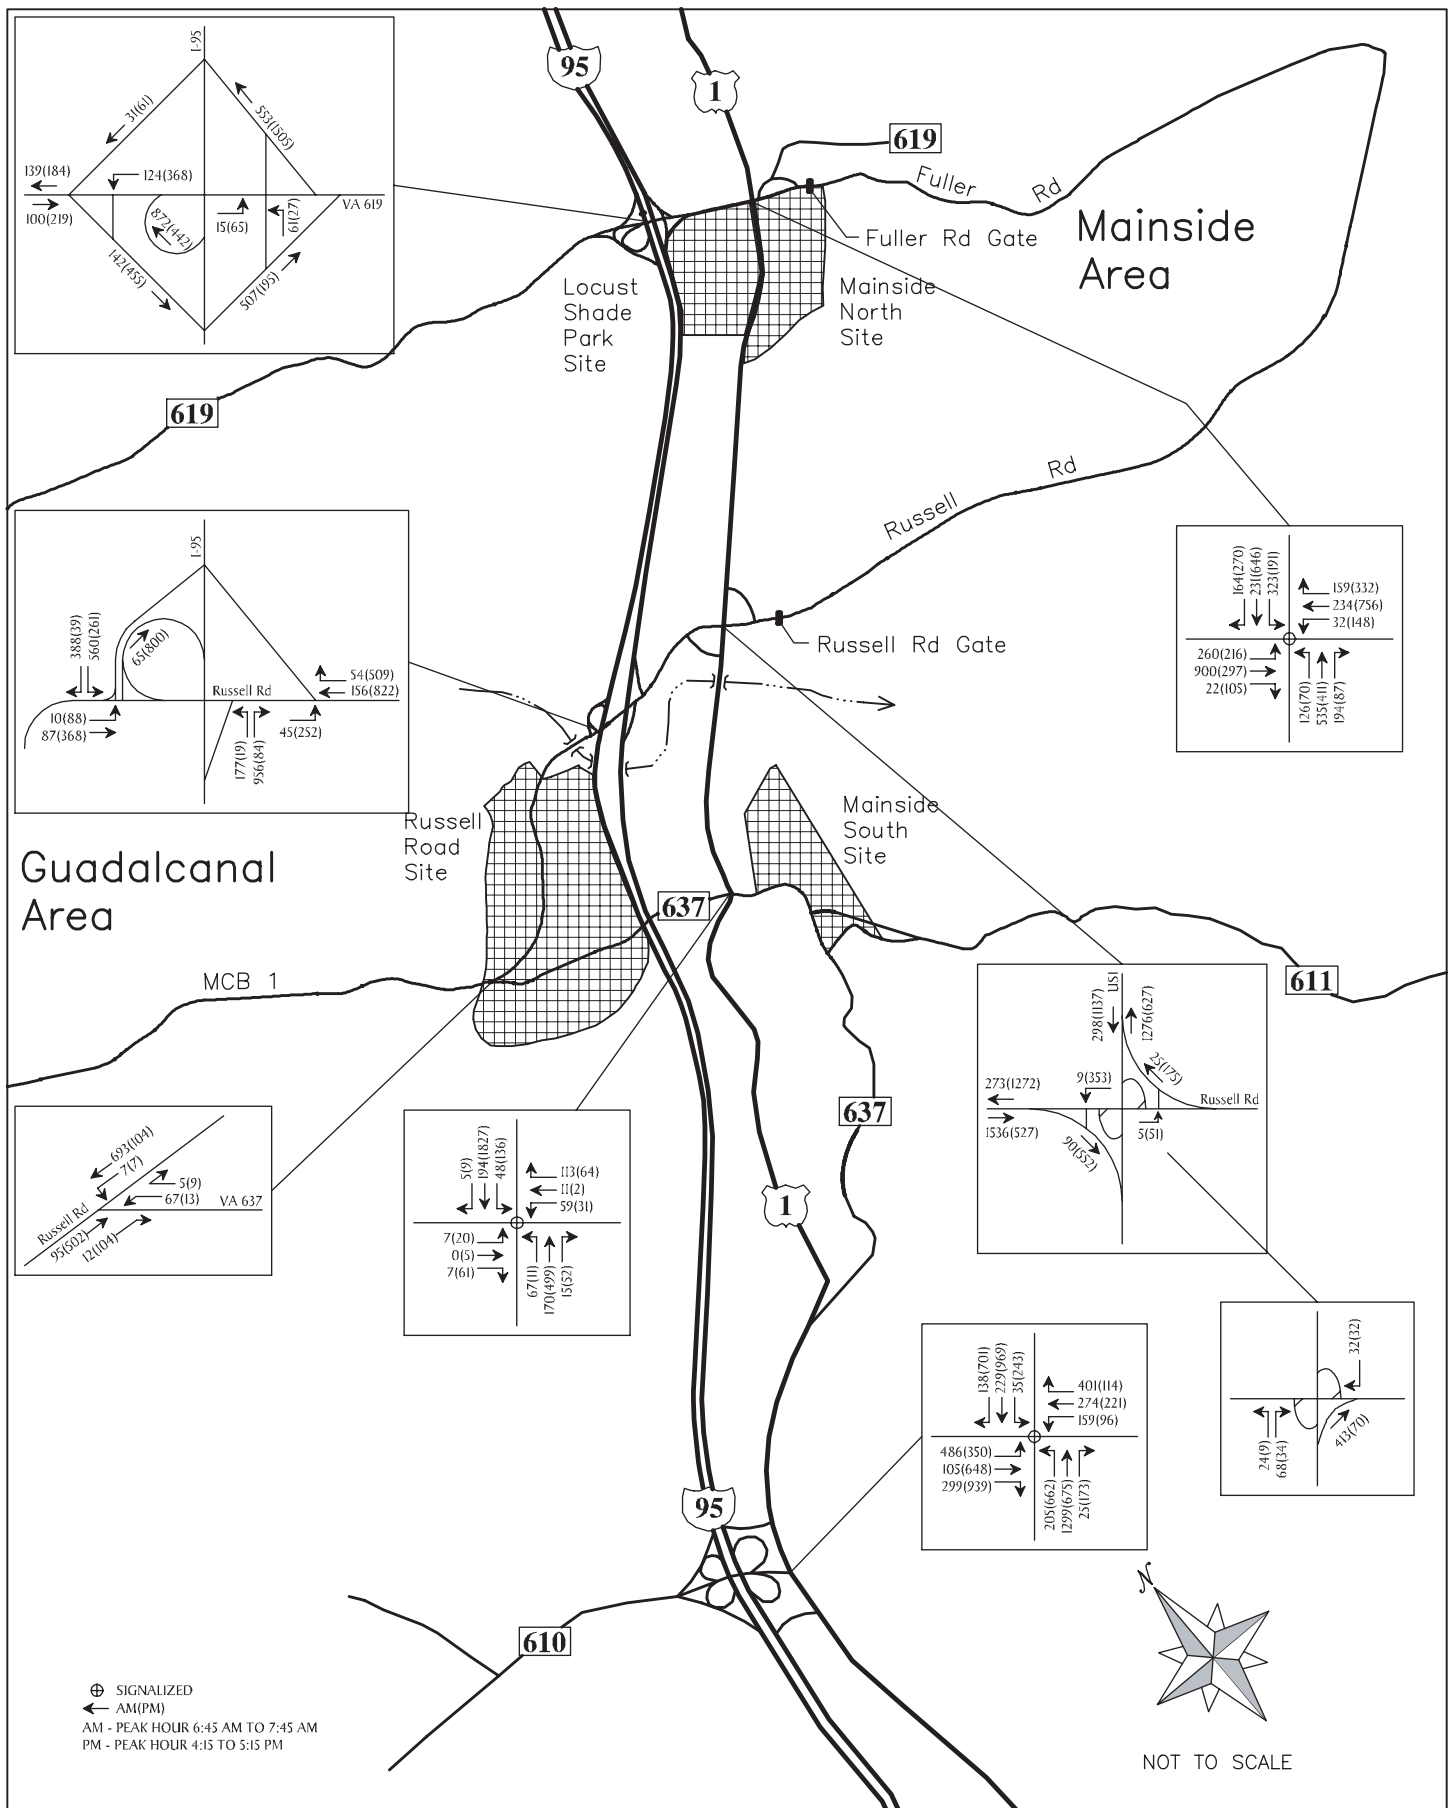 I-95
31(61)
553(1505)
139(184)
124(368)
100(219)
872(442)
15(65)
61(27)
VA 619
142(455)
507(195)
95
1
619
Fuller
Rd
Mainside
Area
Fuller Rd Gate
Locust
Shade
Park
Site
Mainside
North
Site
619
Russell
Rd
I-95
388(39)
560(261)
65(800)
54(509)
Russell Rd
156(822)
10(88)
87(368)
45(252)
177(19)
956(84)
Russell Rd Gate
164(270)
231(646)
323(191)
159(332)
234(756)
32(148)
260(216)
900(297)
22(105)
126(70)
535(411)
194(87)
Russell
Road
Site
Mainside
South
Site
Guadalcanal
Area
637
MCB 1
611
US1
298(1137)
1276(627)
25(175)
273(1272)
9(353)
Russell Rd
1536(527)
5(51)
90(552)
637
693(104)
7(7)
5(9)
67(13)
VA 637
Russell Rd
95(502)
12(104)
5(9)
194(1827)
48(136)
113(64)
11(2)
59(31)
7(20)
0(5)
7(61)
67(11)
170(499)
15(52)
1
32(32)
24(9)
68(34)
413(70)
138(701)
229(969)
35(243)
401(114)
274(221)
159(96)
486(350)
105(648)
299(939)
205(662)
1299(675)
25(173)
95
610
N
SIGNALIZED
AM(PM)
AM - PEAK HOUR 6:45 AM TO 7:45 AM
PM - PEAK HOUR 4:15 TO 5:15 PM
NOT TO SCALE